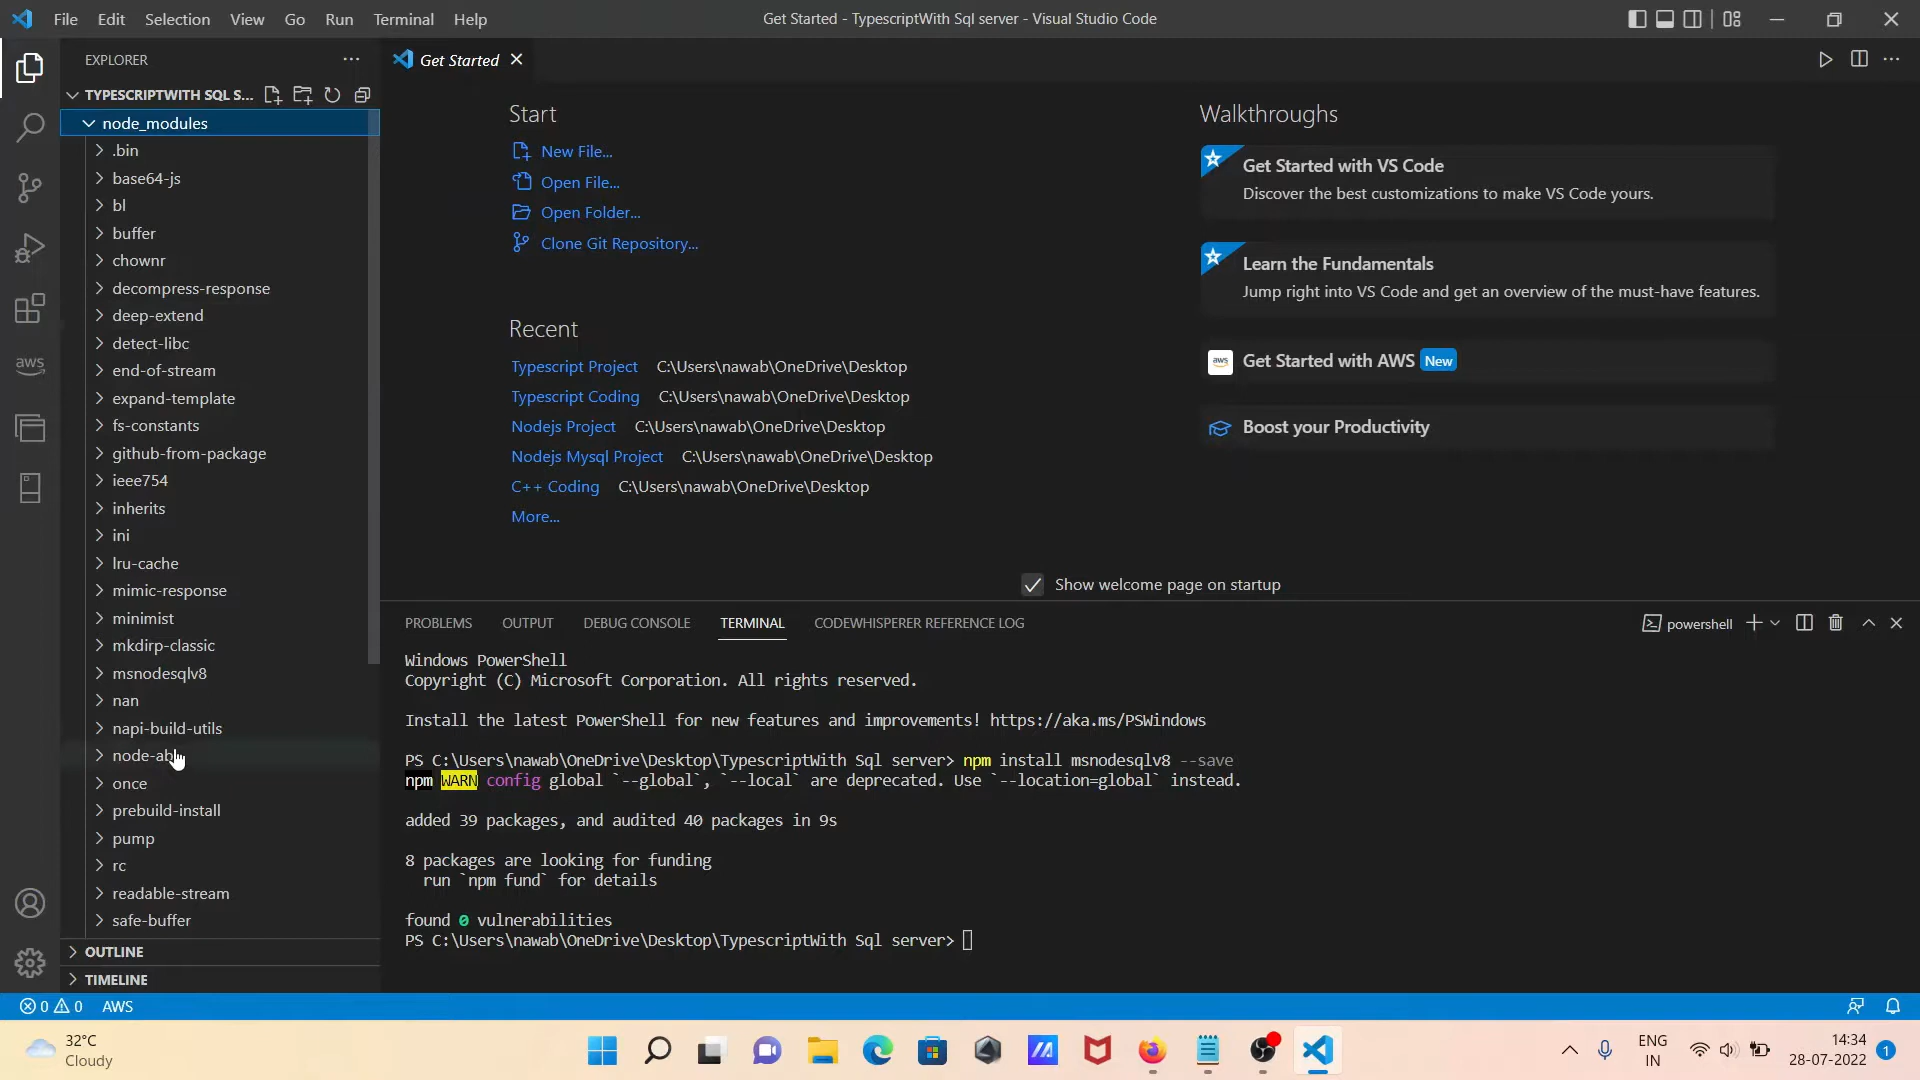 File Edit Selection View Go Run Terminal Help
Get Started - TypescriptWith Sql server - Visual Studio Code
EXPLORER
TYPESCRIPTWITH SQL S...
node_modules
.bin
base64-js
bl
buffer
chownr
decompress-response
deep-extend
detect-libc
end-of-stream
expand-template
fs-constants
github-from-package
ieee754
inherits
ini
lru-cache
mimic-response
minimist
mkdirp-classic
msnodesqlv8
nan
napi-build-utils
node-abi
once
prebuild-install
pump
rc
readable-stream
safe-buffer
OUTLINE
TIMELINE
aws
Get Started
Start
New File...
Open File...
Open Folder...
Clone Git Repository...
Recent
Typescript Project C:\Users\nawab\OneDrive\Desktop
Typescript Coding C:\Users\nawab\OneDrive\Desktop
Nodejs Project C:\Users\nawab\OneDrive\Desktop
Nodejs Mysql Project C:\Users\nawab\OneDrive\Desktop
C++ Coding C:\Users\nawab\OneDrive\Desktop
More...
Walkthroughs
Get Started with VS Code
Discover the best customizations to make VS Code yours.
Learn the Fundamentals
Jump right into VS Code and get an overview of the must-have features.
aws Get Started with AWS New
Boost your Productivity
Show welcome page on startup
PROBLEMS OUTPUT DEBUG CONSOLE TERMINAL CODEWHISPERER REFERENCE LOG
powershell
Windows PowerShell
Copyright (C) Microsoft Corporation. All rights reserved.
Install the latest PowerShell for new features and improvements! https://aka.ms/PSWindows
PS C:\Users\nawab\OneDrive\Desktop\TypescriptWith Sql server> npm install msnodesqlv8 --save
npm WARN config global `--global`, `--local` are deprecated. Use `--location=global` instead.
added 39 packages, and audited 40 packages in 9s
8 packages are looking for funding
run `npm fund` for details
found 0 vulnerabilities
PS C:\Users\nawab\OneDrive\Desktop\TypescriptWith Sql server>
0 0 AWS
32°C
Cloudy
ENG
IN
14:34
28-07-2022
1